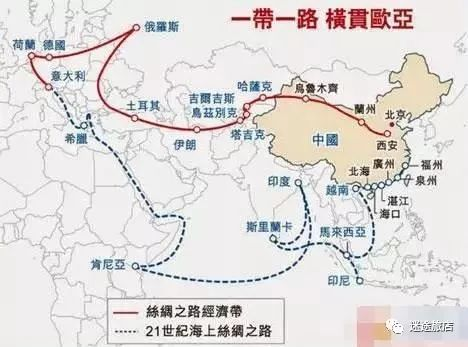 一帶一路 橫貫歐亞
俄羅斯
荷蘭
德國
意大利
土耳其
希臘
伊朗
吉爾吉斯
烏茲別克
塔吉克
哈薩克
烏魯木齊
蘭州
北京
西安
中國
福州
泉州
廣州
北海
湛江
海口
越南
印度
斯里蘭卡
馬來西亞
印尼
肯尼亞
絲綢之路經濟帶
21世紀海上絲綢之路
迷途旅店